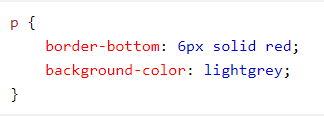 p {
    border-bottom: 6px solid red;
    background-color: lightgrey;
}